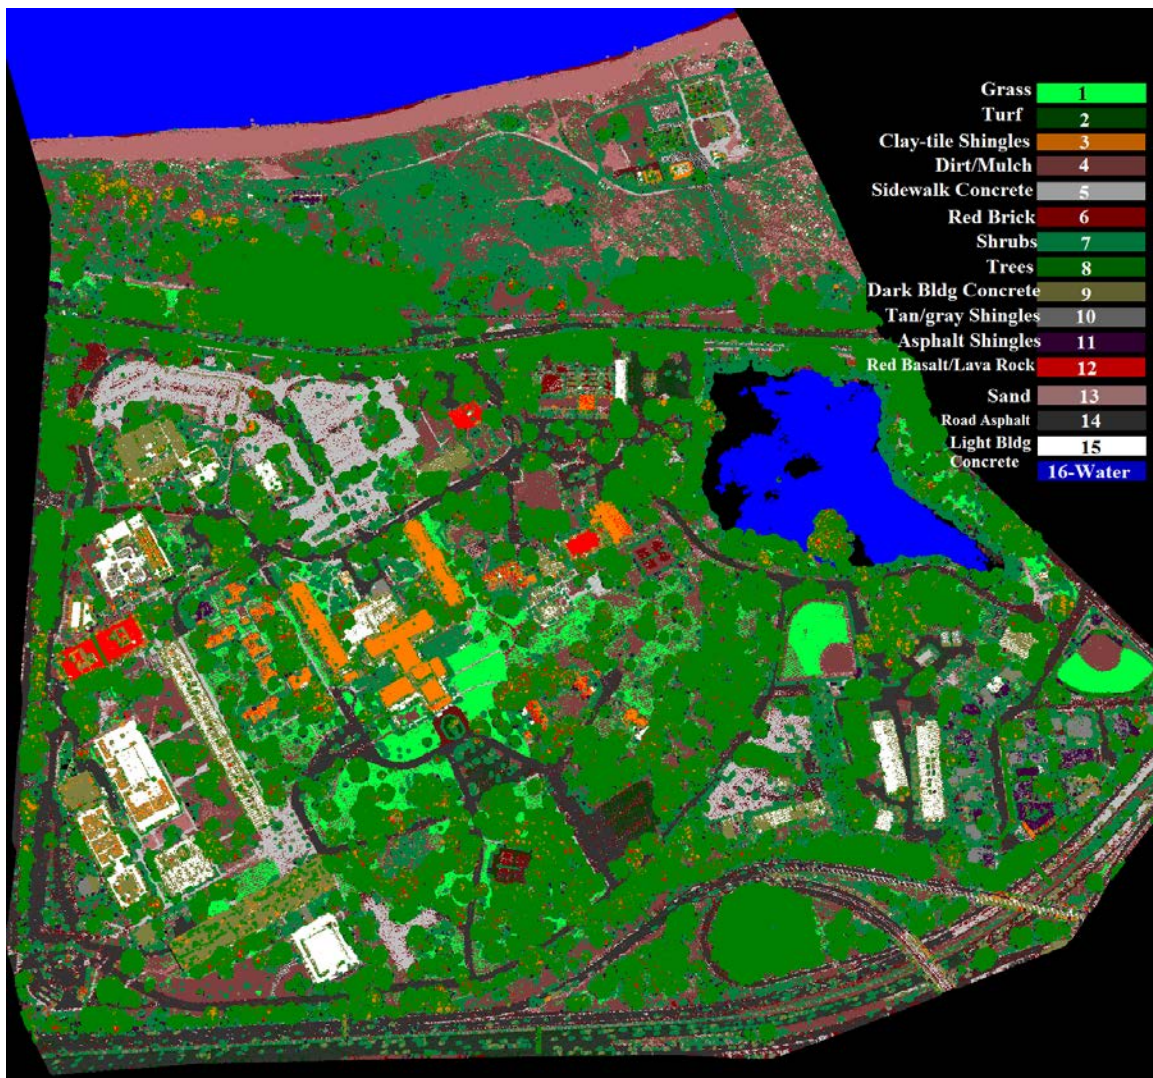 Grass 1
Turf 2
Clay-tile Shingles 3
Dirt/Mulch 4
Sidewalk Concrete 5
Red Brick 6
Shrubs 7
Trees 8
Dark Bldg Concrete 9
Tan/gray Shingles 10
Asphalt Shingles 11
Red Basalt/Lava Rock 12
Sand 13
Road Asphalt 14
Light Bldg 15
Concrete 16-Water